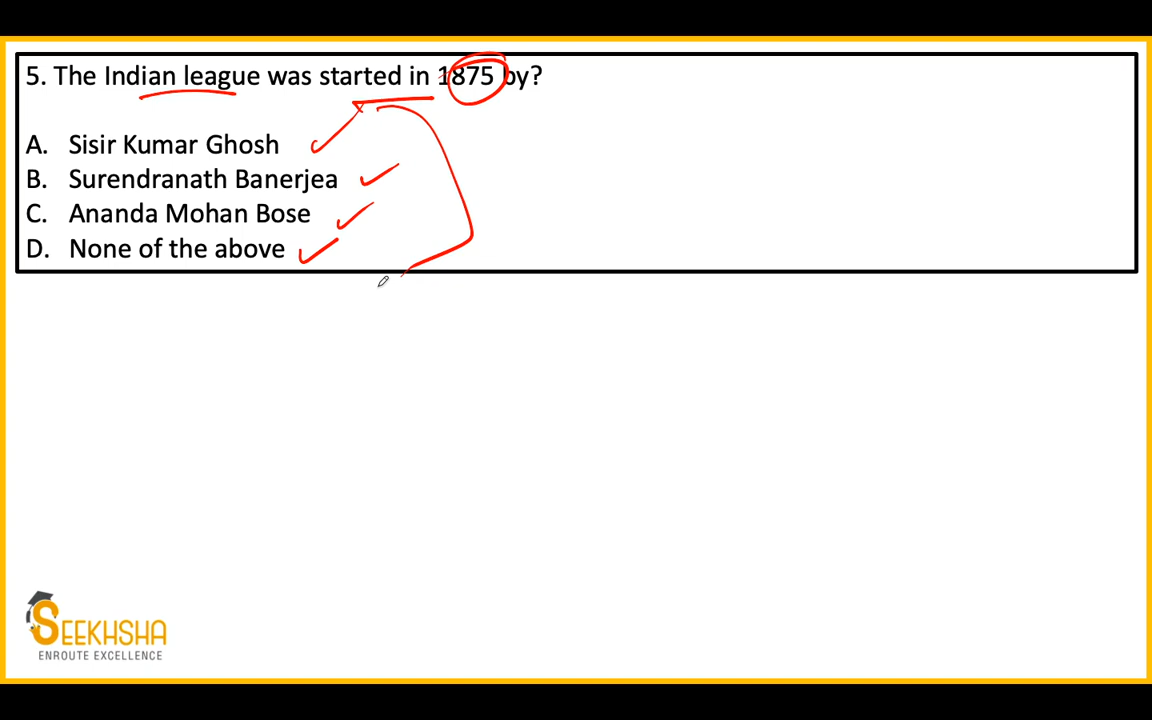 5. The Indian league was started in 1875 by?
A. Sisir Kumar Ghosh
B. Surendranath Banerjea
C. Ananda Mohan Bose
D. None of the above
SEEKHSHA
ENROUTE EXCELLENCE